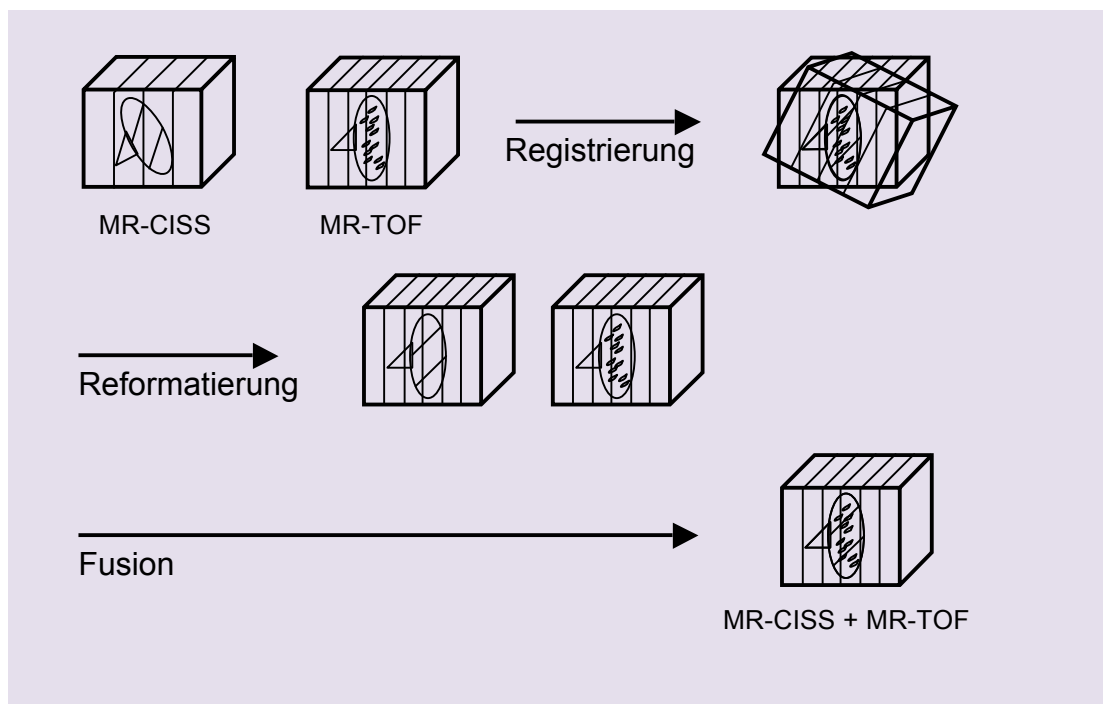 Registrierung
MR-CISS
MR-TOF
Reformatierung
Fusion
MR-CISS + MR-TOF